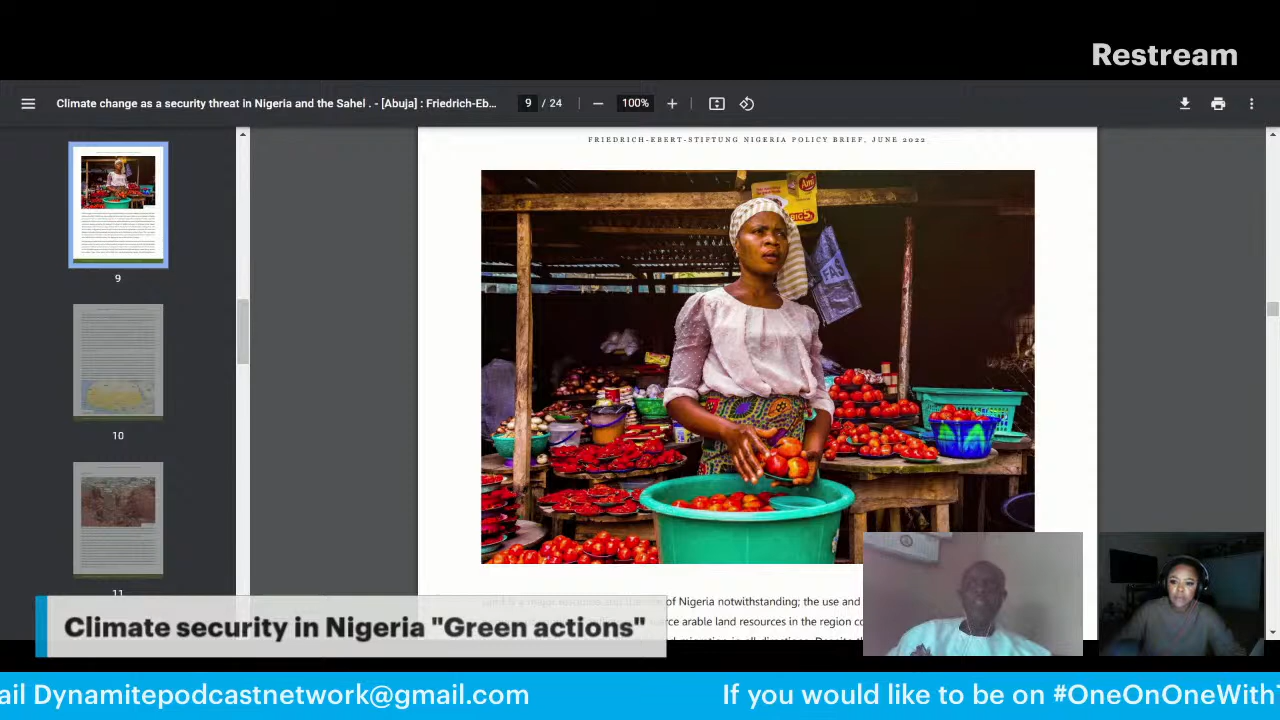 Restream
Climate change as a security threat in Nigeria and the Sahel . - [Abuja] : Friedrich-Eb...
9 / 24
100%
FRIEDRICH-EBERT-STIFTUNG NIGERIA POLICY BRIEF, JUNE 2022
BIG5
FAS
9
10
11
of Nigeria notwithstanding; the use and
arable land resources in the region
Climate security in Nigeria "Green actions"
ail Dynamitepodcastnetwork@gmail.com
If you would like to be on #OneOnOneWith